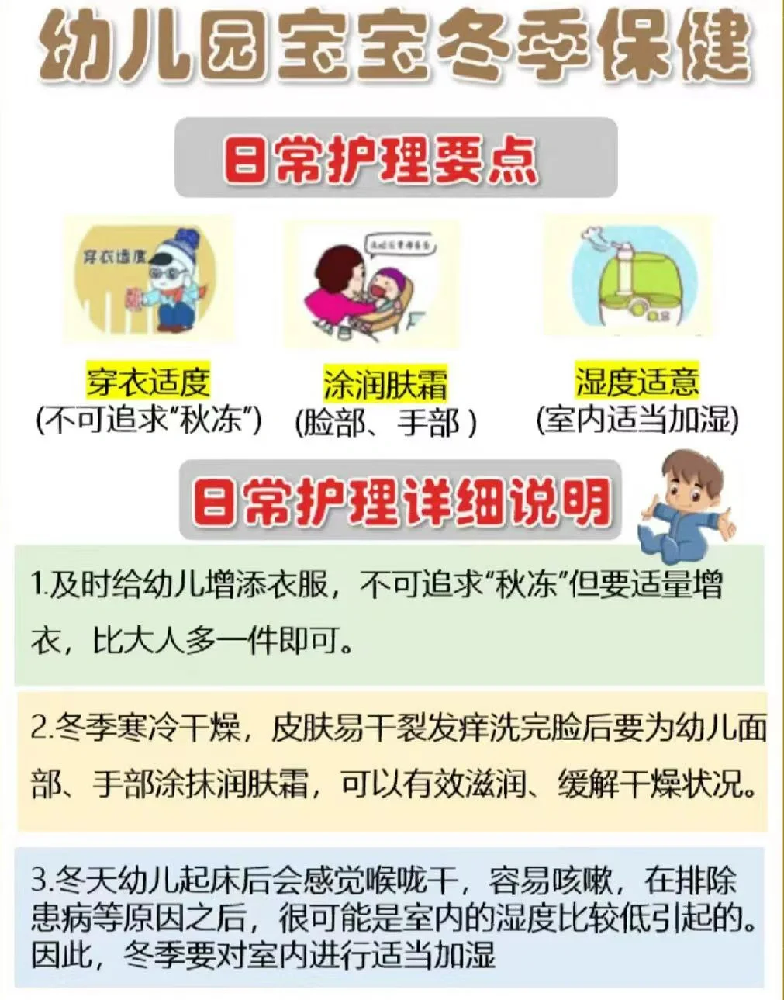 幼儿园宝宝冬季保健
日常护理要点
穿衣适度
穿衣适度
(不可追求“秋冻”)
涂润肤霜
(脸部、手部 )
湿度适意
(室内适当加湿)
日常护理详细说明
1.及时给幼儿增添衣服，不可追求“秋冻”但要适量增
衣，比大人多一件即可。
2.冬季寒冷干燥，皮肤易干裂发痒洗完脸后要为幼儿面
部、手部涂抹润肤霜，可以有效滋润、缓解干燥状况。
3.冬天幼儿起床后会感觉喉咙干，容易咳嗽，在排除
患病等原因之后，很可能是室内的湿度比较低引起的。
因此，冬季要对室内进行适当加湿